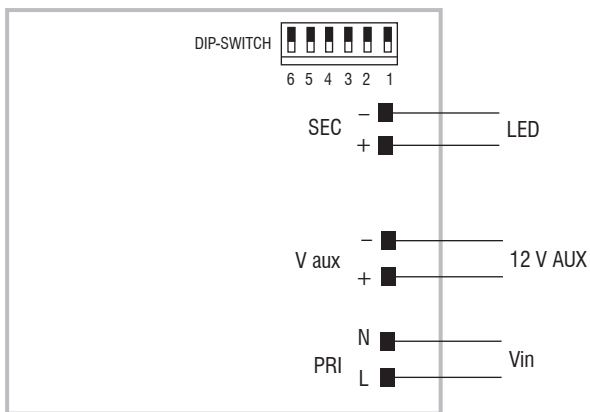 DIP-SWITCH
6 5 4 3 2 1
SEC
–
+
LED
V aux
–
+
12 V AUX
PRI
N
L
Vin